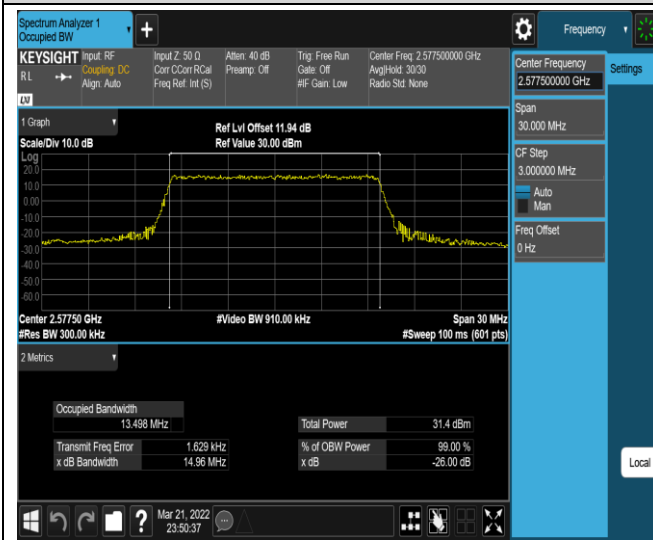 Spectrum Analyzer 1
Occupied BW
+
Frequency
KEYSIGHT
RL
LXI
Input: RF
Coupling: DC
Align: Auto
Input Z: 50 Ω
Corr CCorr RCal
Freq Ref: Int (S)
Atten: 40 dB
Preamp: Off
Trig: Free Run
Gate: Off
#IF Gain: Low
Center Freq: 2.577500000 GHz
Avg|Hold: 30/30
Radio Std: None
Center Frequency
2.577500000 GHz
Settings
Span
30.000 MHz
CF Step
3.000000 MHz
Auto
Man
Freq Offset
0 Hz
1 Graph
Scale/Div 10.0 dB
Ref Lvl Offset 11.94 dB
Ref Value 30.00 dBm
Log
20.0
10.0
0.00
-10.0
-20.0
-30.0
-40.0
-50.0
-60.0
Center 2.57750 GHz
#Video BW 910.00 kHz
Span 30 MHz
#Res BW 300.00 kHz
#Sweep 100 ms (601 pts)
2 Metrics
Occupied Bandwidth
13.498 MHz
Total Power 31.4 dBm
Transmit Freq Error 1.629 kHz
% of OBW Power 99.00 %
x dB Bandwidth 14.96 MHz
x dB -26.00 dB
Local
?
Mar 21, 2022
23:50:37